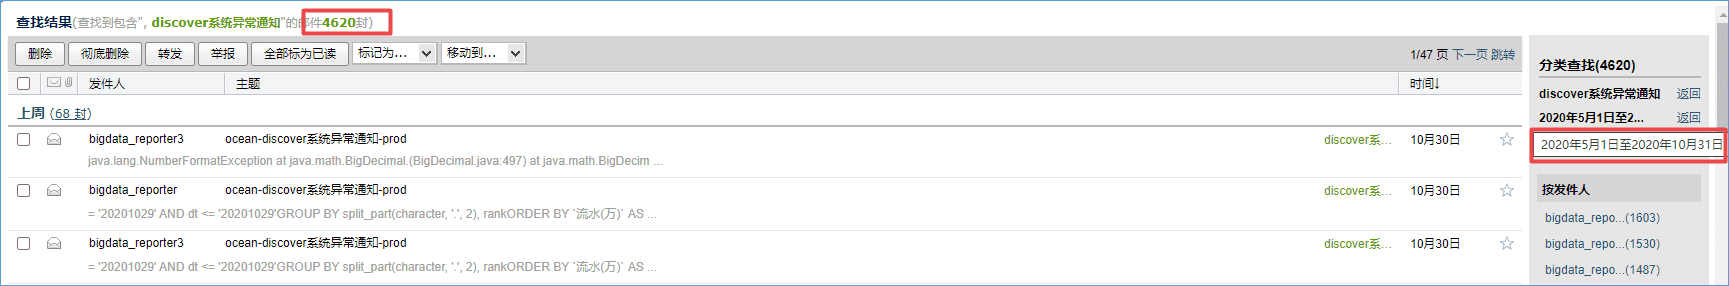 查找结果(查找到包含", discover系统异常通知"的邮件4620封)
删除 彻底删除 转发 举报 全部标为已读 标记为... 移动到... 1/47 页 下一页 跳转
发件人 主题 时间↓
上周 (68 封)
bigdata_reporter3 ocean-discover系统异常通知-prod discover系... 10月30日
java.lang.NumberFormatException at java.math.BigDecimal.(BigDecimal.java:497) at java.math.BigDecim ...
bigdata_reporter ocean-discover系统异常通知-prod discover系... 10月30日
= '20201029' AND dt <= '20201029'GROUP BY split_part(character, '.', 2), rankORDER BY `流水(万)` AS ...
bigdata_reporter3 ocean-discover系统异常通知-prod discover系... 10月30日
= '20201029' AND dt <= '20201029'GROUP BY split_part(character, '.', 2), rankORDER BY `流水(万)` AS ...
分类查找(4620)
discover系统异常通知 返回
2020年5月1日至2... 返回
2020年5月1日至2020年10月31日
按发件人
bigdata_repo...(1603)
bigdata_repo...(1530)
bigdata_repo...(1487)